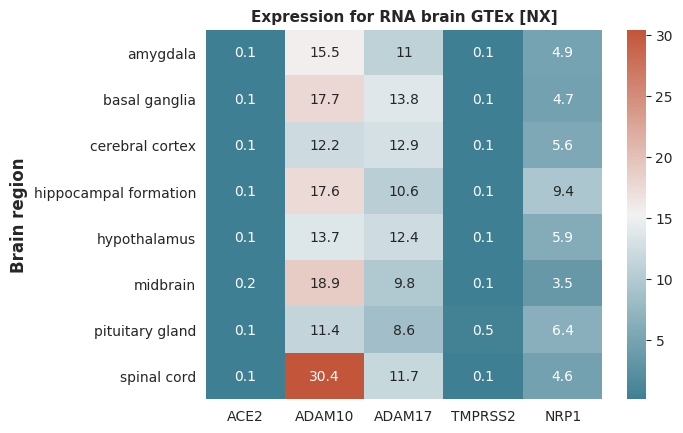 Expression for RNA brain GTEx [NX]
Brain region
amygdala 0.1 15.5 11 0.1 4.9
basal ganglia 0.1 17.7 13.8 0.1 4.7
cerebral cortex 0.1 12.2 12.9 0.1 5.6
hippocampal formation 0.1 17.6 10.6 0.1 9.4
hypothalamus 0.1 13.7 12.4 0.1 5.9
midbrain 0.2 18.9 9.8 0.1 3.5
pituitary gland 0.1 11.4 8.6 0.5 6.4
spinal cord 0.1 30.4 11.7 0.1 4.6
ACE2 ADAM10 ADAM17 TMPRSS2 NRP1
30
25
20
15
10
5